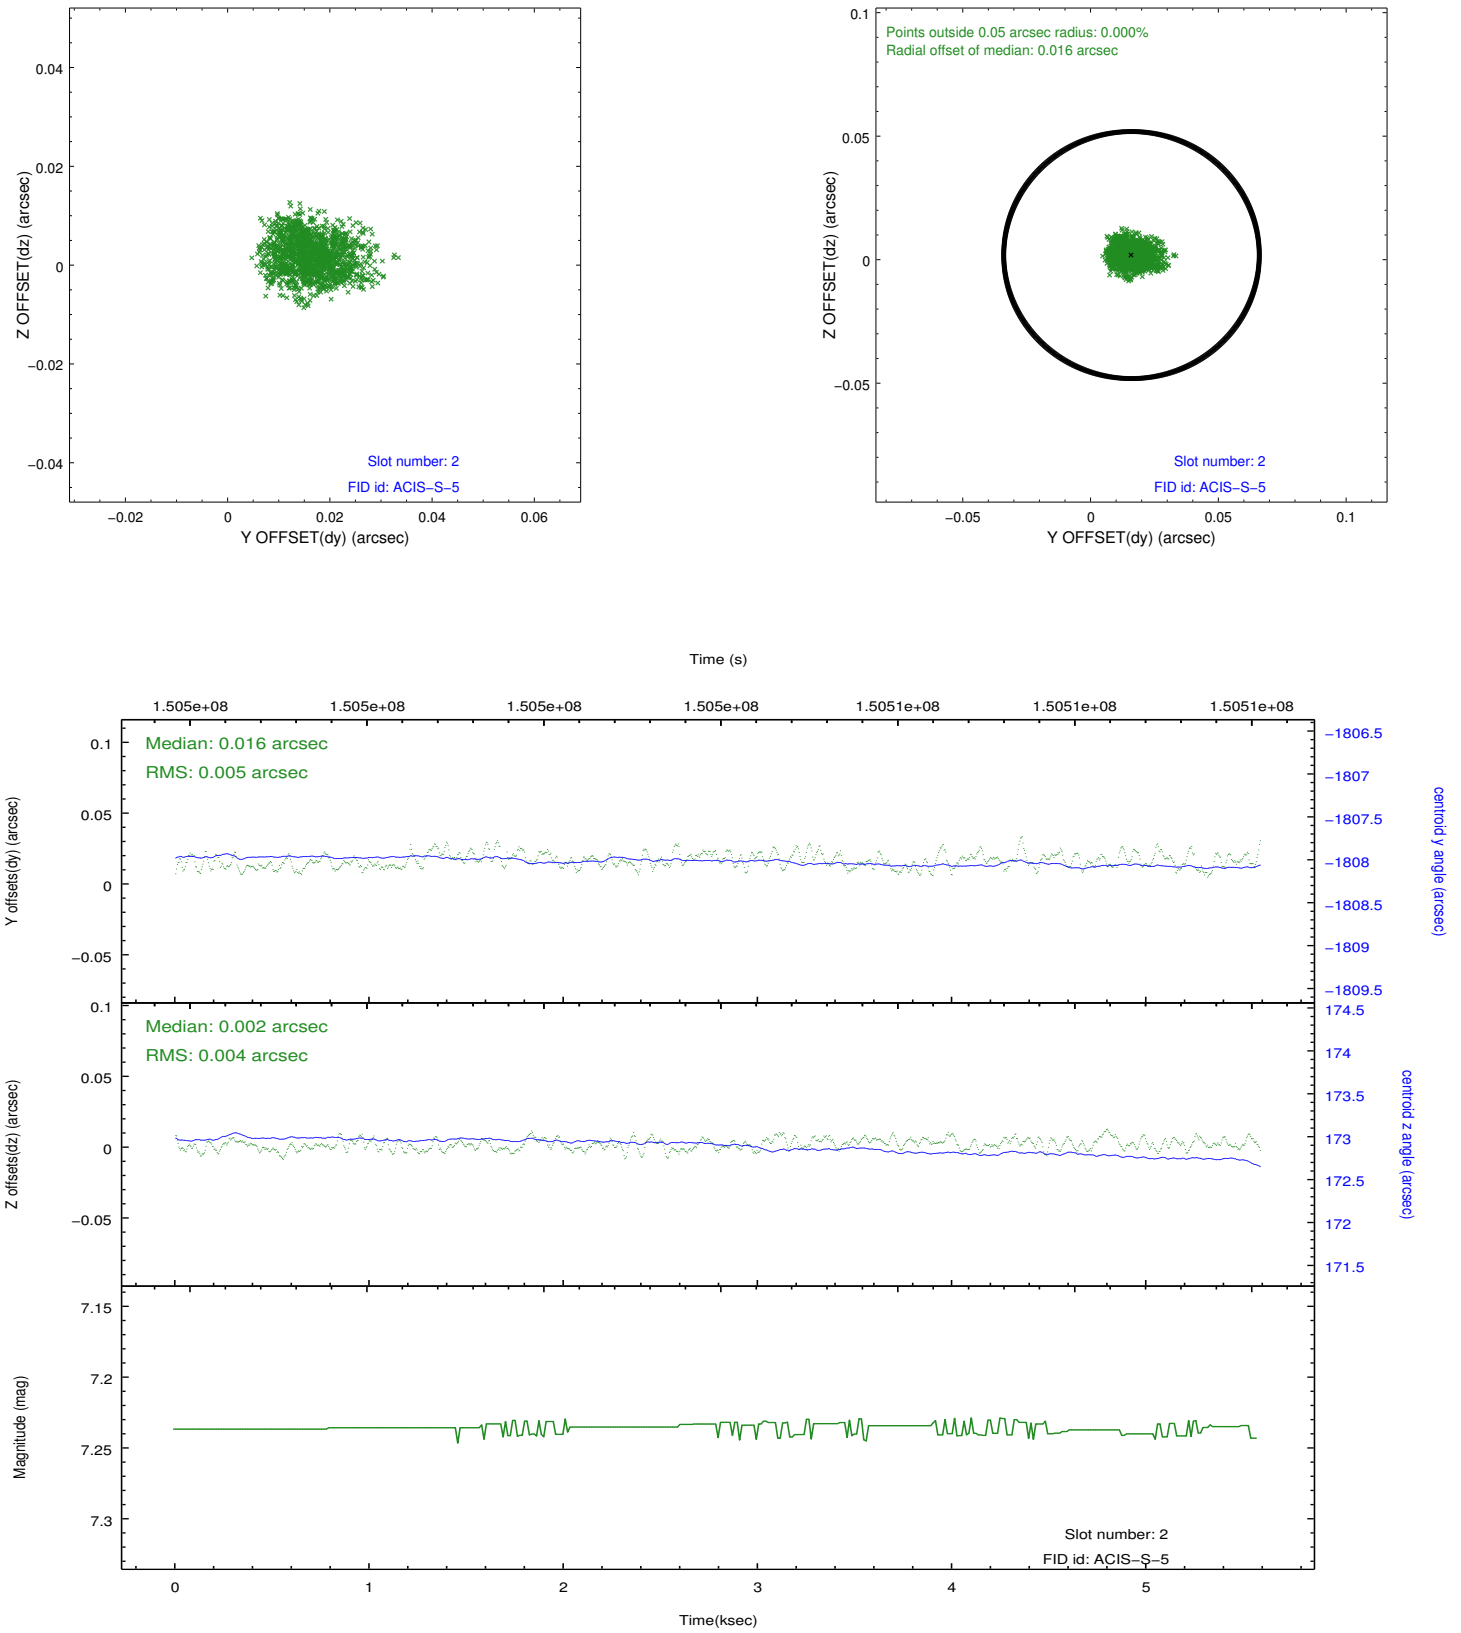 0.04
0.02
0
−0.02
−0.04
Z OFFSET(dz) (arcsec)
Slot number: 2
FID id: ACIS−S−5
−0.02
0
0.02
0.04
0.06
Y OFFSET(dy) (arcsec)
Points outside 0.05 arcsec radius: 0.000%
Radial offset of median: 0.016 arcsec
0.1
0.05
0
−0.05
Z OFFSET(dz) (arcsec)
Slot number: 2
FID id: ACIS−S−5
−0.05
0
0.05
0.1
Y OFFSET(dy) (arcsec)
Time (s)
1.505e+08
1.505e+08
1.505e+08
1.505e+08
1.5051e+08
1.5051e+08
1.5051e+08
Median: 0.016 arcsec
RMS: 0.005 arcsec
0.1
0.05
0
−0.05
Y offsets(dy) (arcsec)
−1806.5
−1807
−1807.5
−1808
−1808.5
−1809
−1809.5
centroid y angle (arcsec)
Median: 0.002 arcsec
RMS: 0.004 arcsec
0.1
0.05
0
−0.05
Z offsets(dz) (arcsec)
174.5
174
173.5
173
172.5
172
171.5
centroid z angle (arcsec)
7.15
7.2
7.25
7.3
Magnitude (mag)
Slot number: 2
FID id: ACIS−S−5
0
1
2
3
4
5
Time(ksec)